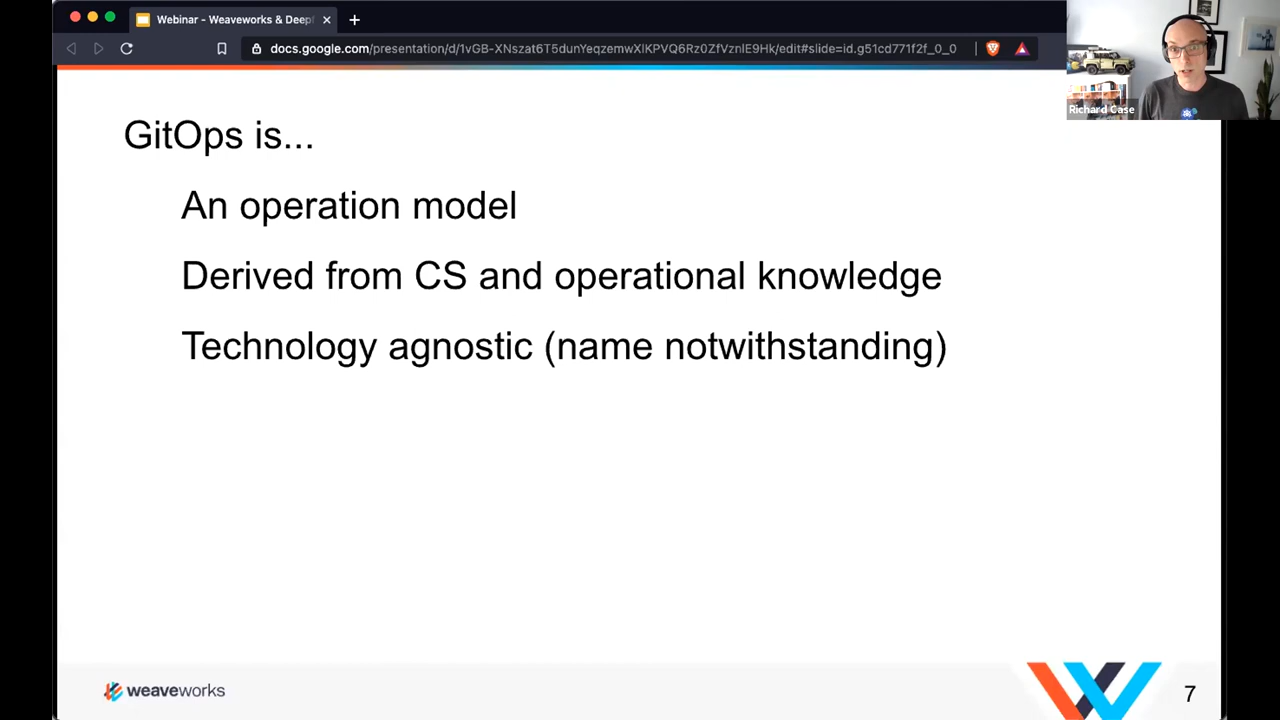 Webinar - Weaveworks & Deepf
docs.google.com/presentation/d/1vGB-XNszat6T5dunYeqzemwXlKPVQ6Rz0ZfVznlE9Hk/edit#slide=id.g51cd771f2f_0_0
Richard Case
GitOps is...
An operation model
Derived from CS and operational knowledge
Technology agnostic (name notwithstanding)
weaveworks
7